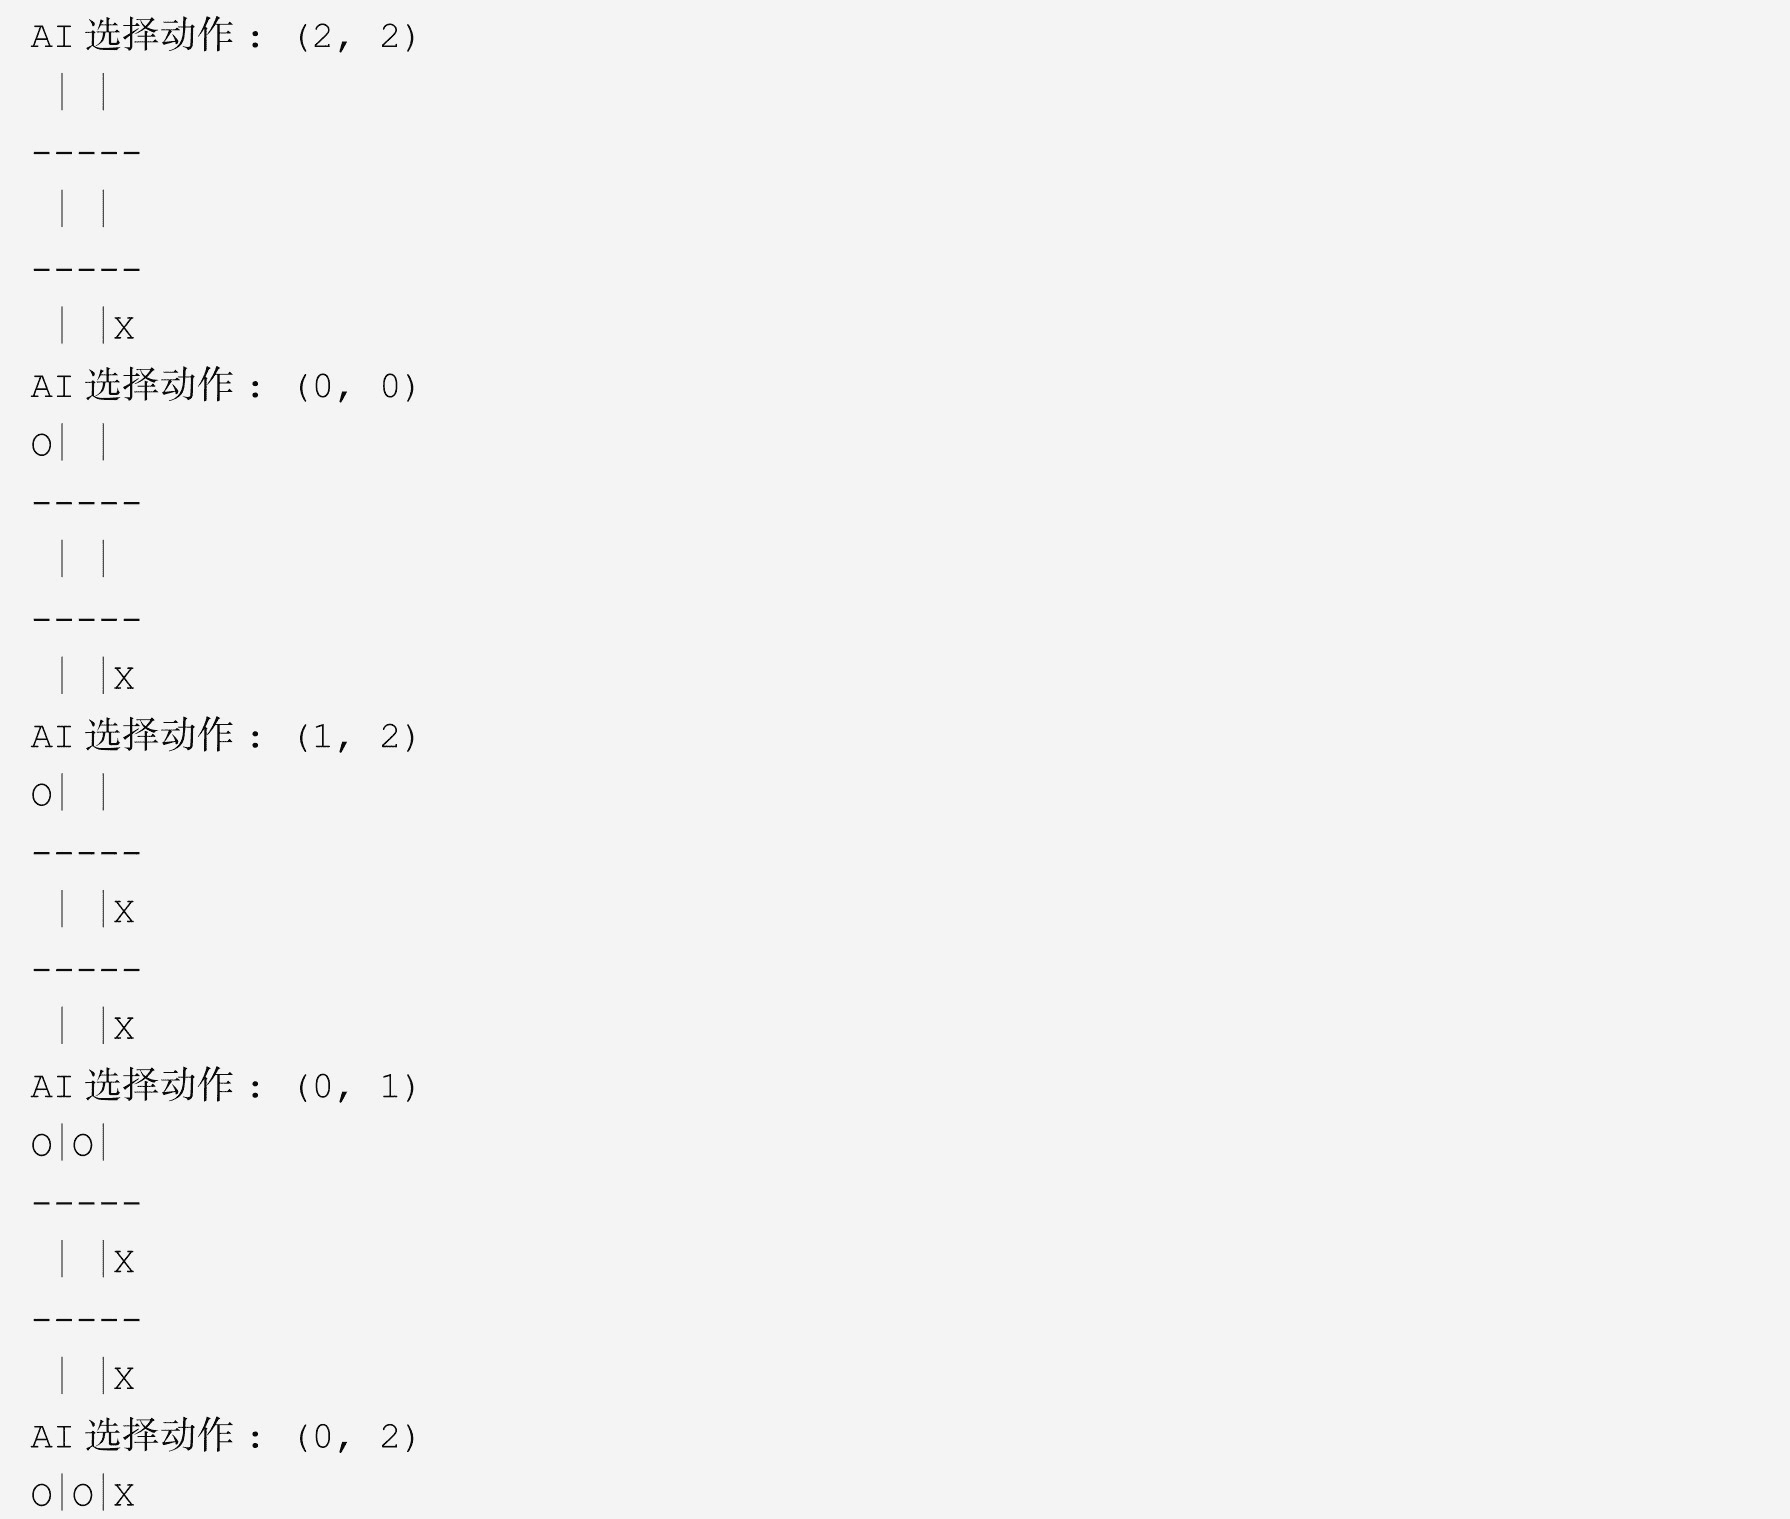 AI 选择动作：(2, 2)
 | |
-----
 | |
-----
 | |X
AI 选择动作：(0, 0)
O| |
-----
 | |
-----
 | |X
AI 选择动作：(1, 2)
O| |
-----
 | |X
-----
 | |X
AI 选择动作：(0, 1)
O|O|
-----
 | |X
-----
 | |X
AI 选择动作：(0, 2)
O|O|X